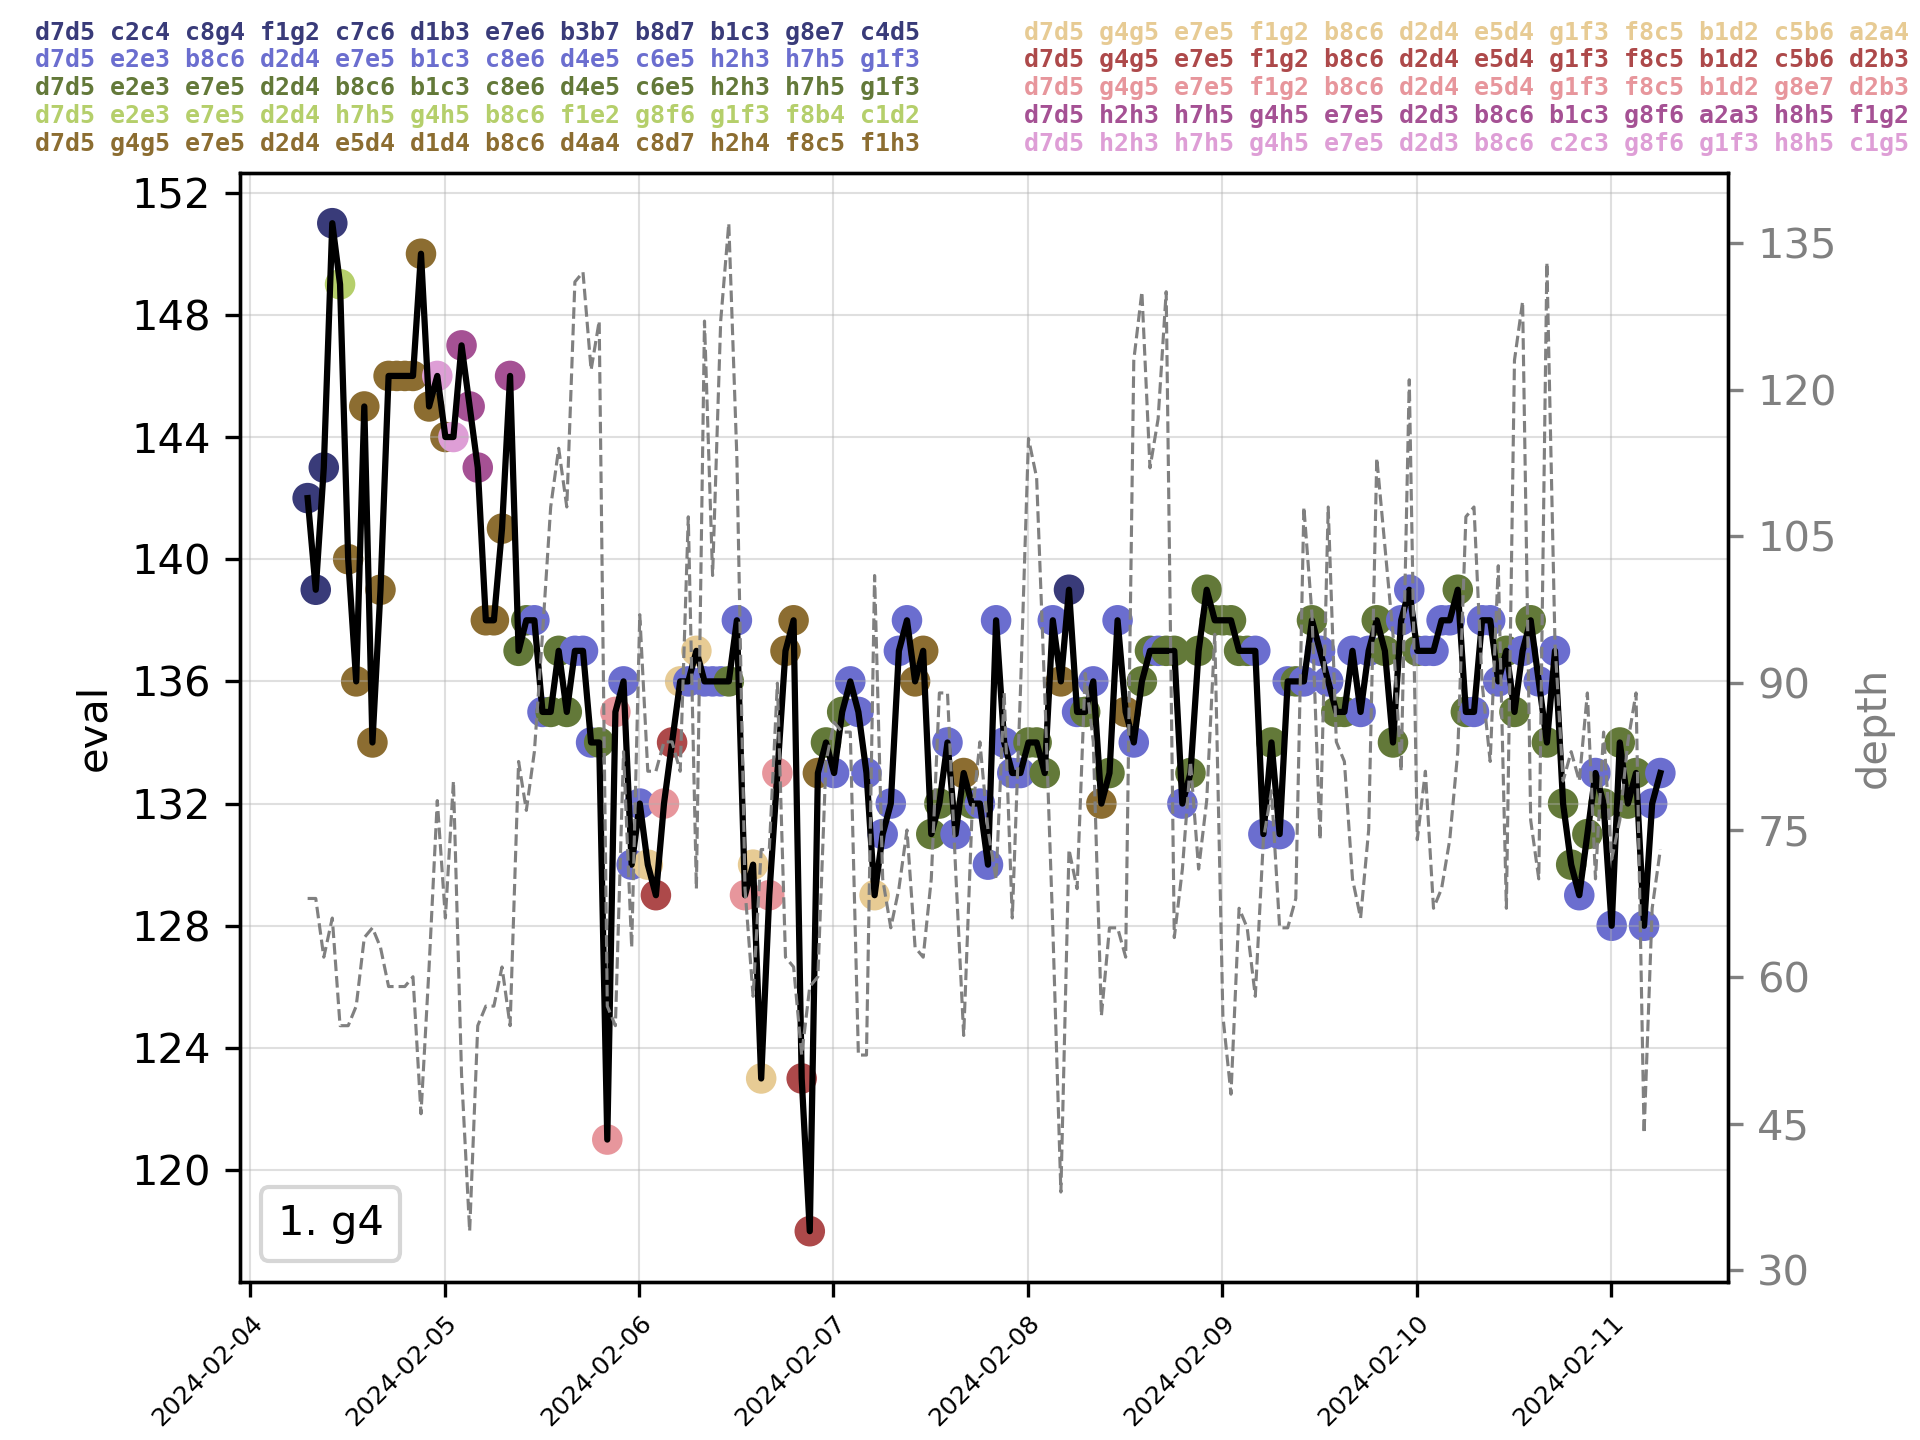 d7d5 c2c4 c8g4 f1g2 c7c6 d1b3 e7e6 b3b7 b8d7 b1c3 g8e7 c4d5
d7d5 e2e3 b8c6 d2d4 e7e5 b1c3 c8e6 d4e5 c6e5 h2h3 h7h5 g1f3
d7d5 e2e3 e7e5 d2d4 b8c6 b1c3 c8e6 d4e5 c6e5 h2h3 h7h5 g1f3
d7d5 e2e3 e7e5 d2d4 h7h5 g4h5 b8c6 f1e2 g8f6 g1f3 f8b4 c1d2
d7d5 g4g5 e7e5 d2d4 e5d4 d1d4 b8c6 d4a4 c8d7 h2h4 f8c5 f1h3
d7d5 g4g5 e7e5 f1g2 b8c6 d2d4 e5d4 g1f3 f8c5 b1d2 c5b6 a2a4
d7d5 g4g5 e7e5 f1g2 b8c6 d2d4 e5d4 g1f3 f8c5 b1d2 c5b6 d2b3
d7d5 g4g5 e7e5 f1g2 b8c6 d2d4 e5d4 g1f3 f8c5 b1d2 g8e7 d2b3
d7d5 h2h3 h7h5 g4h5 e7e5 d2d3 b8c6 b1c3 g8f6 a2a3 h8h5 f1g2
d7d5 h2h3 h7h5 g4h5 e7e5 d2d3 b8c6 c2c3 g8f6 g1f3 h8h5 c1g5
152
148
144
140
136
132
128
124
120
eval
135
120
105
90
75
60
45
30
depth
1. g4
2024-02-04
2024-02-05
2024-02-06
2024-02-07
2024-02-08
2024-02-09
2024-02-10
2024-02-11